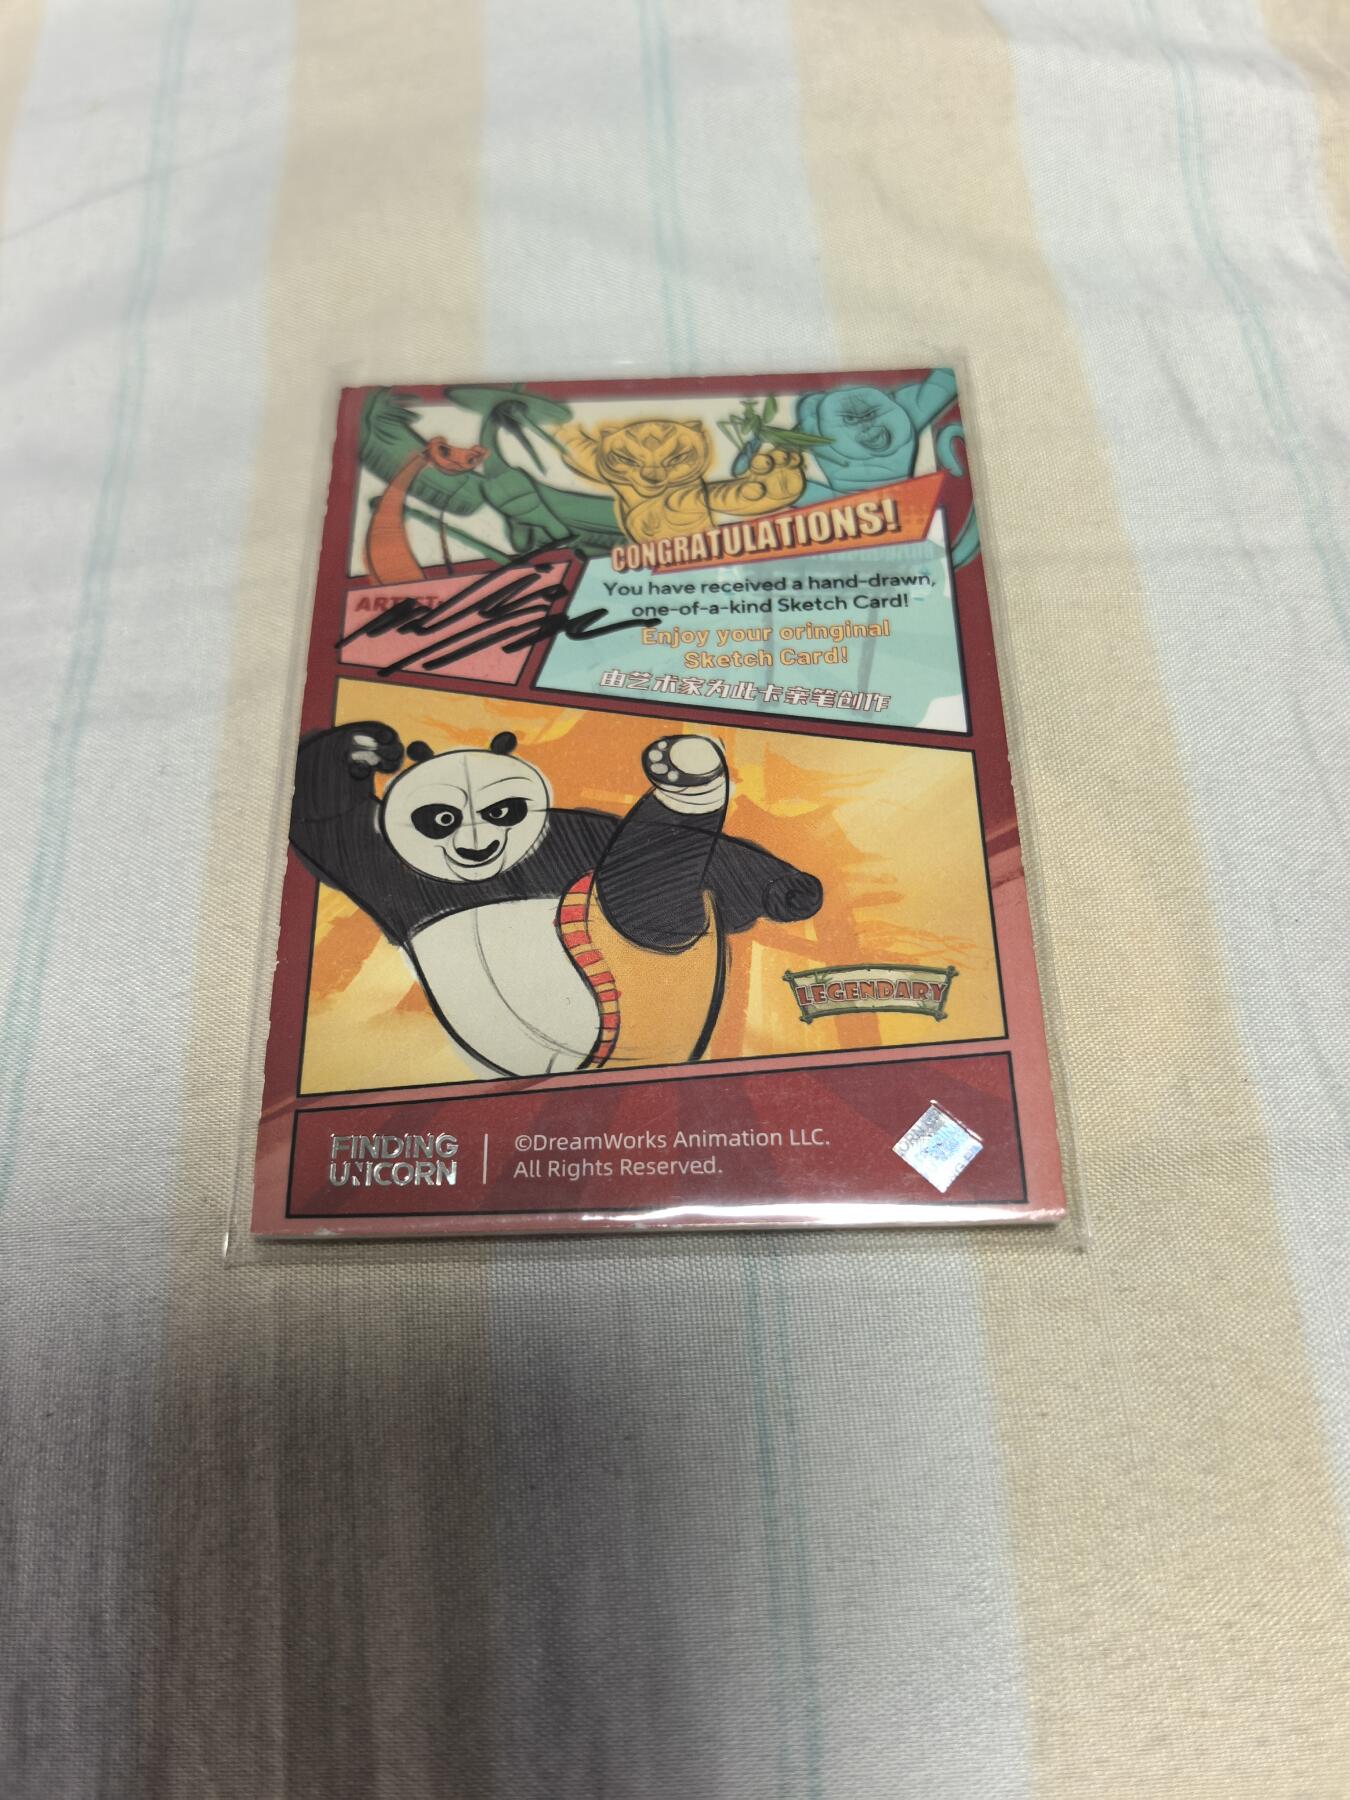 CONGRATULATIONS!
ARTIST:
You have received a hand-drawn,
one-of-a-kind Sketch Card!
Enjoy your oringinal
Sketch Card!
由艺术家为此卡亲笔创作
LEGENDARY
FINDING
UNICORN
©DreamWorks Animation LLC.
All Rights Reserved.